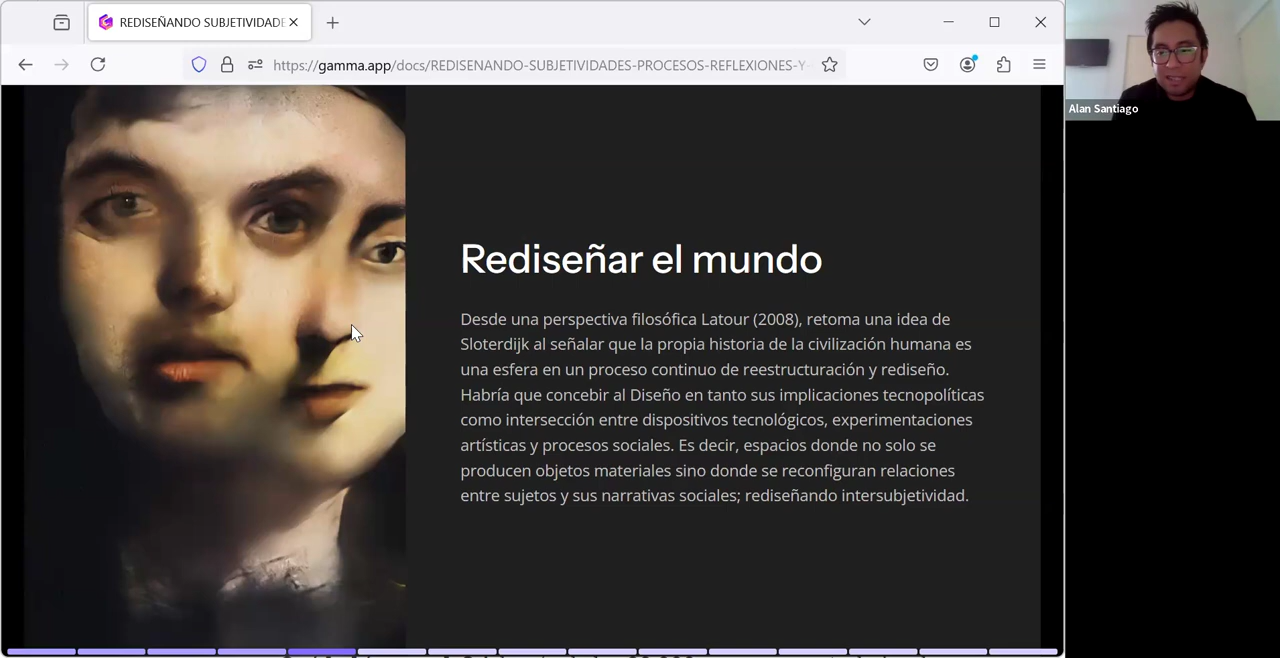 REDISEÑANDO SUBJETIVIDADE
https://gamma.app/docs/REDISENANDO-SUBJETIVIDADES-PROCESOS-REFLEXIONES-Y-
Alan Santiago
Rediseñar el mundo
Desde una perspectiva filosófica Latour (2008), retoma una idea de
Sloterdijk al señalar que la propia historia de la civilización humana es
una esfera en un proceso continuo de reestructuración y rediseño.
Habría que concebir al Diseño en tanto sus implicaciones tecnopolíticas
como intersección entre dispositivos tecnológicos, experimentaciones
artísticas y procesos sociales. Es decir, espacios donde no solo se
producen objetos materiales sino donde se reconfiguran relaciones
entre sujetos y sus narrativas sociales; rediseñando intersubjetividad.